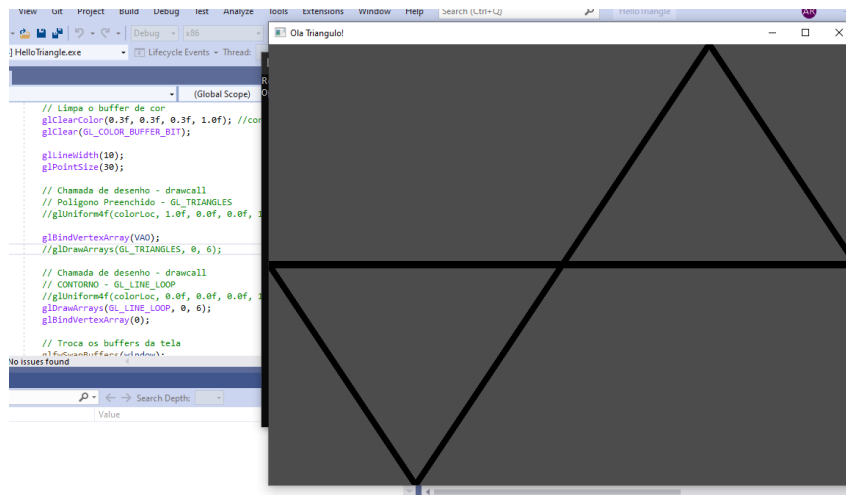 View Git Project Build Debug Test Analyze Tools Extensions Window Help Search (Ctrl+Q) HelloTriangle AR
Debug x86
HelloTriangle.exe Lifecycle Events Thread:
Ola Triangulo!
(Global Scope)
// Limpa o buffer de cor
glClearColor(0.3f, 0.3f, 0.3f, 1.0f); //cor
glClear(GL_COLOR_BUFFER_BIT);
glLineWidth(10);
glPointSize(30);
// Chamada de desenho - drawcall
// Poligono Preenchido - GL_TRIANGLES
//glUniform4f(colorLoc, 1.0f, 0.0f, 0.0f, 1
glBindVertexArray(VAO);
//glDrawArrays(GL_TRIANGLES, 0, 6);
// Chamada de desenho - drawcall
// CONTORNO - GL_LINE_LOOP
//glUniform4f(colorLoc, 0.0f, 0.0f, 0.0f, 1
glDrawArrays(GL_LINE_LOOP, 0, 6);
glBindVertexArray(0);
// Troca os buffers da tela
glfwSwapBuffers(window);
No issues found
Search Depth:
Value